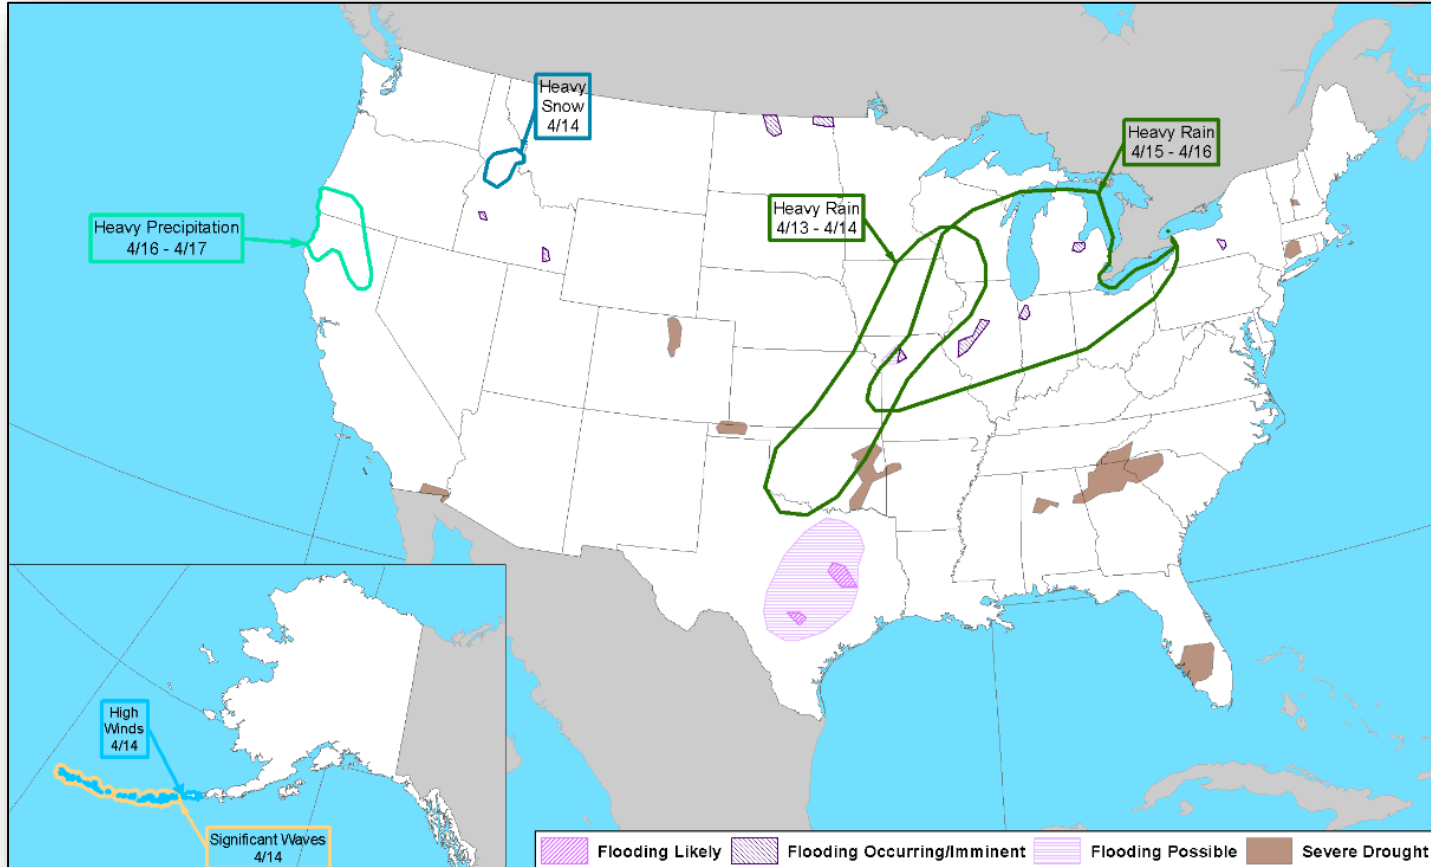 Heavy
Snow
4/14
Heavy Rain
4/15 - 4/16
Heavy Rain
4/13 - 4/14
Heavy Precipitation
4/16 - 4/17
High
Winds
4/14
Significant Waves
4/14
Flooding Likely
Flooding Occurring/Imminent
Flooding Possible
Severe Drought